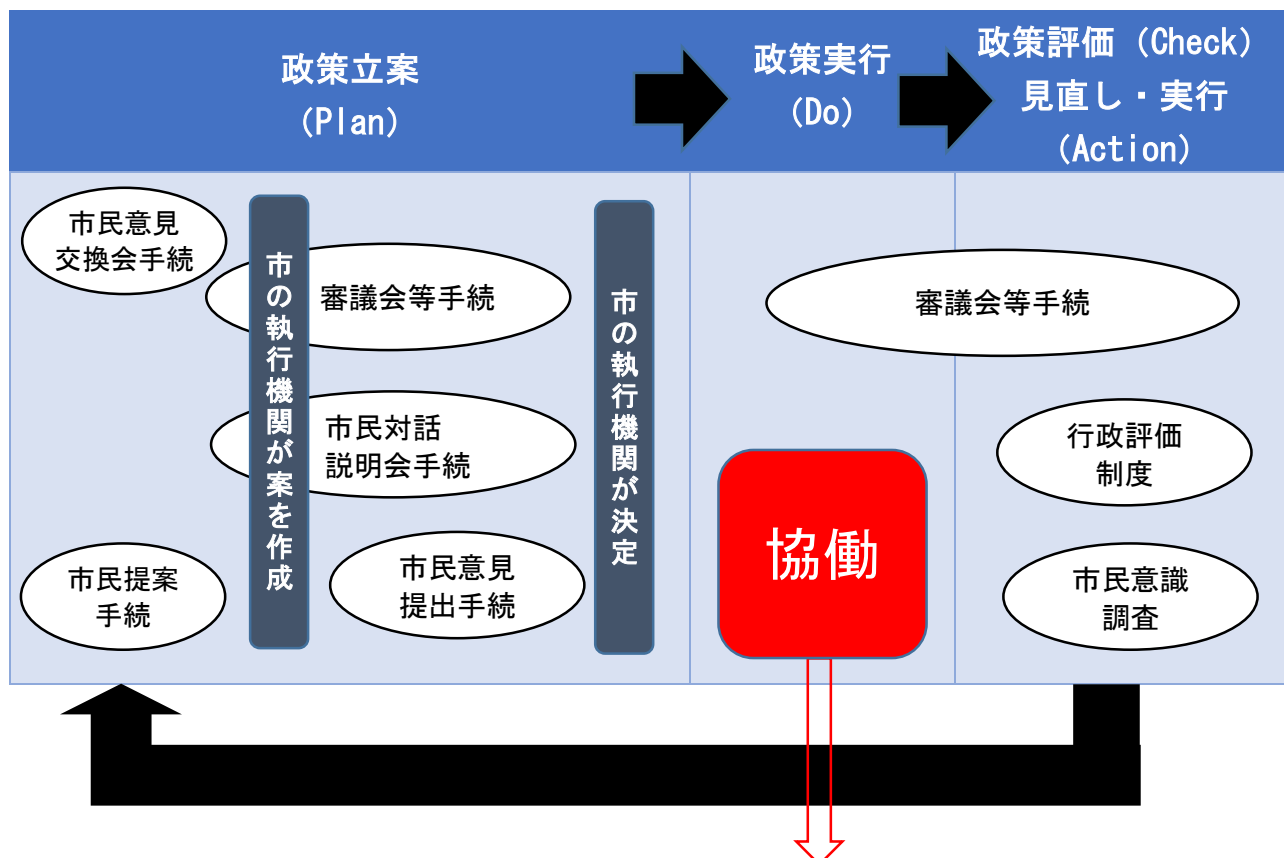 政策立案
(Plan)
政策実行
(Do)
政策評価 (Check)
見直し・実行
(Action)
市民意見
交換会手続
市民提案
手続
市の執行機関が案を作成
審議会等手続
市民対話
説明会手続
市民意見
提出手続
市の執行機関が決定
協働
審議会等手続
行政評価
制度
市民意識
調査